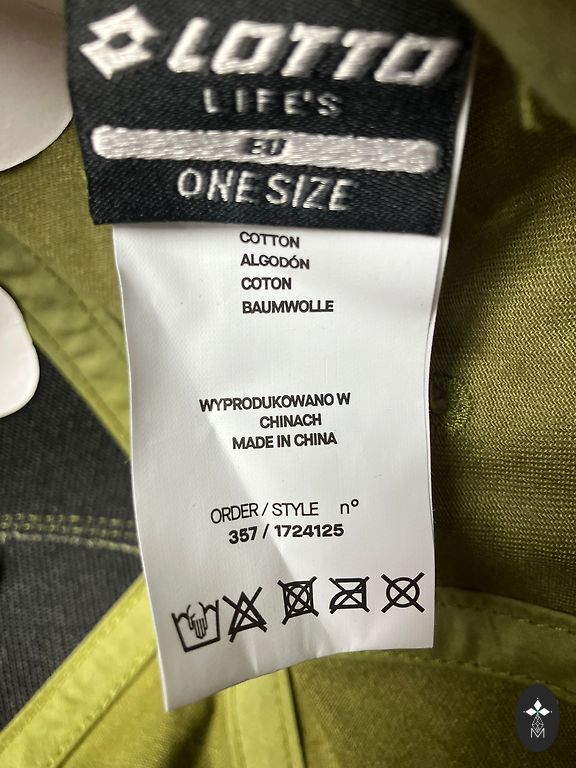 LOTTO
LIFE'S
EU
ONE SIZE
COTTON
ALGODÓN
COTON
BAUMWOLLE
WYPRODUKOWANO W
CHINACH
MADE IN CHINA
ORDER / STYLE n°
357 / 1724125
M